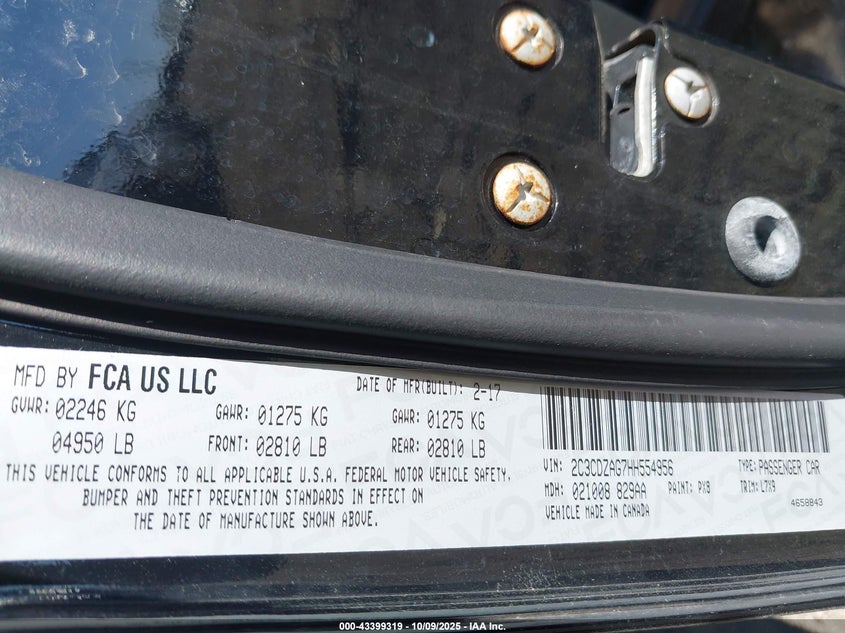 MFD BY FCA US LLC
DATE OF MFR(BUILT): 2-17
GVWR: 02246 KG
GAWR: 01275 KG
GAWR: 01275 KG
04950 LB
FRONT: 02810 LB
REAR: 02810 LB
THIS VEHICLE CONFORMS TO ALL APPLICABLE U.S.A. FEDERAL MOTOR VEHICLE SAFETY,
BUMPER AND THEFT PREVENTION STANDARDS IN EFFECT ON
THE DATE OF MANUFACTURE SHOWN ABOVE.
VIN: 2C3CDZAG7HH554956
TYPE: PASSENGER CAR
MDH: 021008 829AA
PAINT: PX8
TRIM: L7X9
VEHICLE MADE IN CANADA
4658843
000-43399319 - 10/09/2025 - IAA Inc.